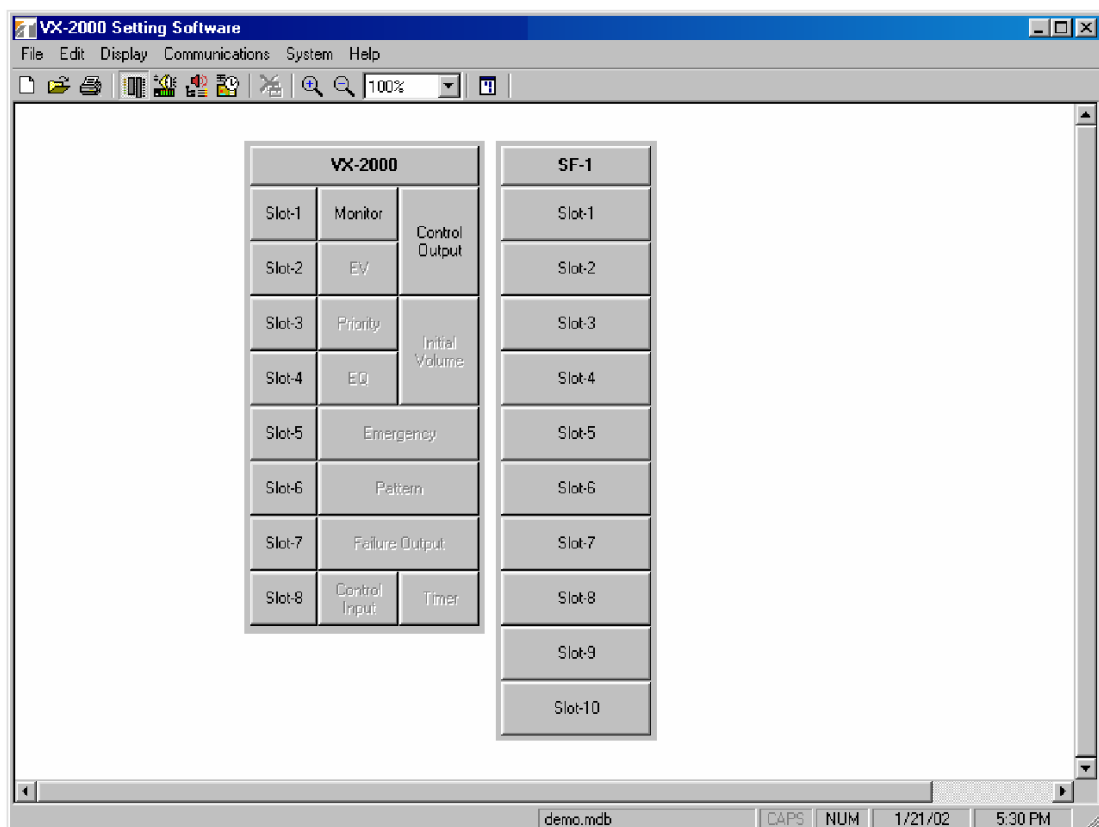 VX-2000 Setting Software
File Edit Display Communications System Help
100%
VX-2000
Slot-1 Monitor Control Output
Slot-2 EV
Slot-3 Priority Initial Volume
Slot-4 EQ
Slot-5 Emergency
Slot-6 Pattern
Slot-7 Failure Output
Slot-8 Control Input Timer
SF-1
Slot-1
Slot-2
Slot-3
Slot-4
Slot-5
Slot-6
Slot-7
Slot-8
Slot-9
Slot-10
demo.mdb CAPS NUM 1/21/02 5:30 PM